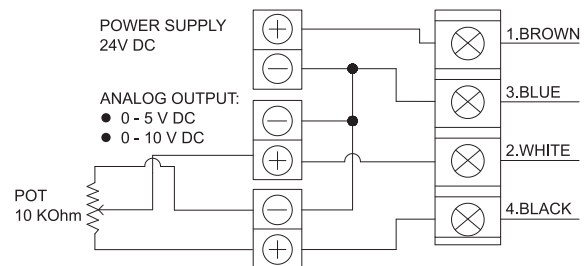 POWER SUPPLY
24V DC
ANALOG OUTPUT:
● 0 - 5 V DC
● 0 - 10 V DC
POT
10 KOhm
1.BROWN
3.BLUE
2.WHITE
4.BLACK